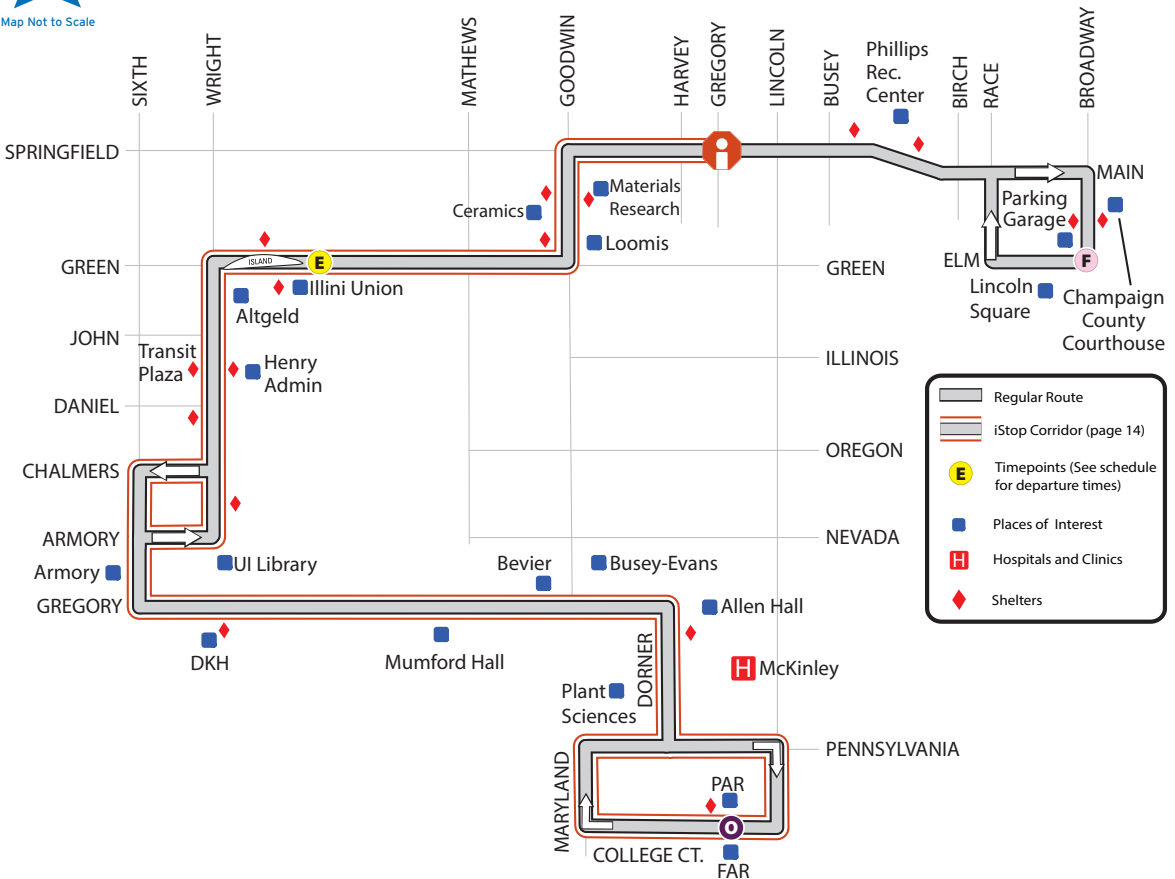 Map Not to Scale
SIXTH
WRIGHT
MATHEWS
GOODWIN
HARVEY
GREGORY
LINCOLN
BUSEY
Phillips
Rec.
Center
BIRCH
RACE
BROADWAY
SPRINGFIELD
MAIN
Ceramics
Materials
Research
Parking
Garage
Loomis
GREEN
ISLAND
E
GREEN
ELM
F
Illini Union
Altgeld
Lincoln
Square
Champaign
County
Courthouse
JOHN
Transit
Plaza
Henry
Admin
ILLINOIS
DANIEL
Regular Route
iStop Corridor (page 14)
E
Timepoints (See schedule
for departure times)
Places of Interest
H
Hospitals and Clinics
Shelters
OREGON
CHALMERS
ARMORY
NEVADA
Armory
UI Library
Bevier
Busey-Evans
GREGORY
Allen Hall
DKH
Mumford Hall
DORNER
H
McKinley
Plant
Sciences
PENNSYLVANIA
MARYLAND
PAR
O
COLLEGE CT.
FAR